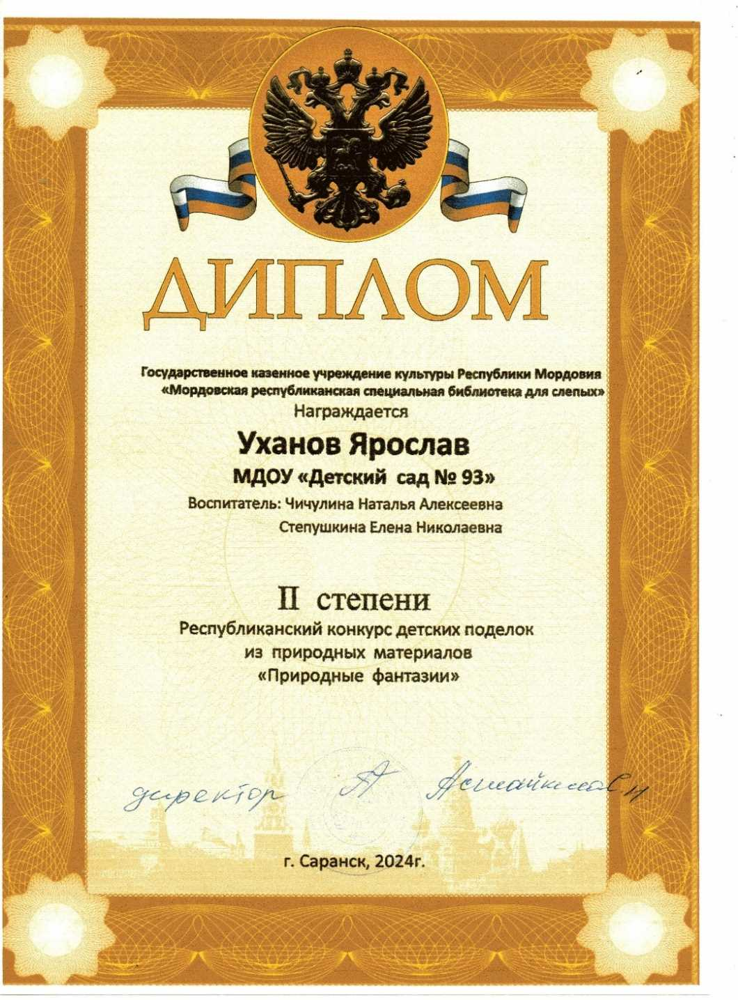 ДИПЛОМ
Государственное казенное учреждение культуры Республики Мордовия
«Мордовская республиканская специальная библиотека для слепых»
Награждается
Уханов Ярослав
МДОУ «Детский сад № 93»
Воспитатель: Чичулина Наталья Алексеевна
Степушкина Елена Николаевна
II степени
Республиканский конкурс детских поделок
из природных материалов
«Природные фантазии»
директор
г. Саранск, 2024г.